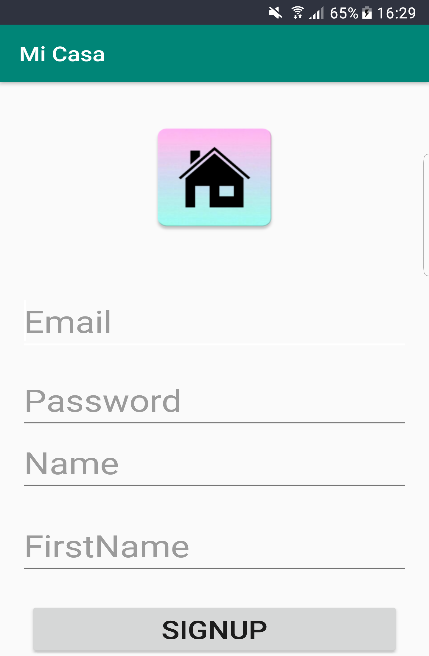 65% 16:29
Mi Casa
Email
Password
Name
FirstName
SIGNUP